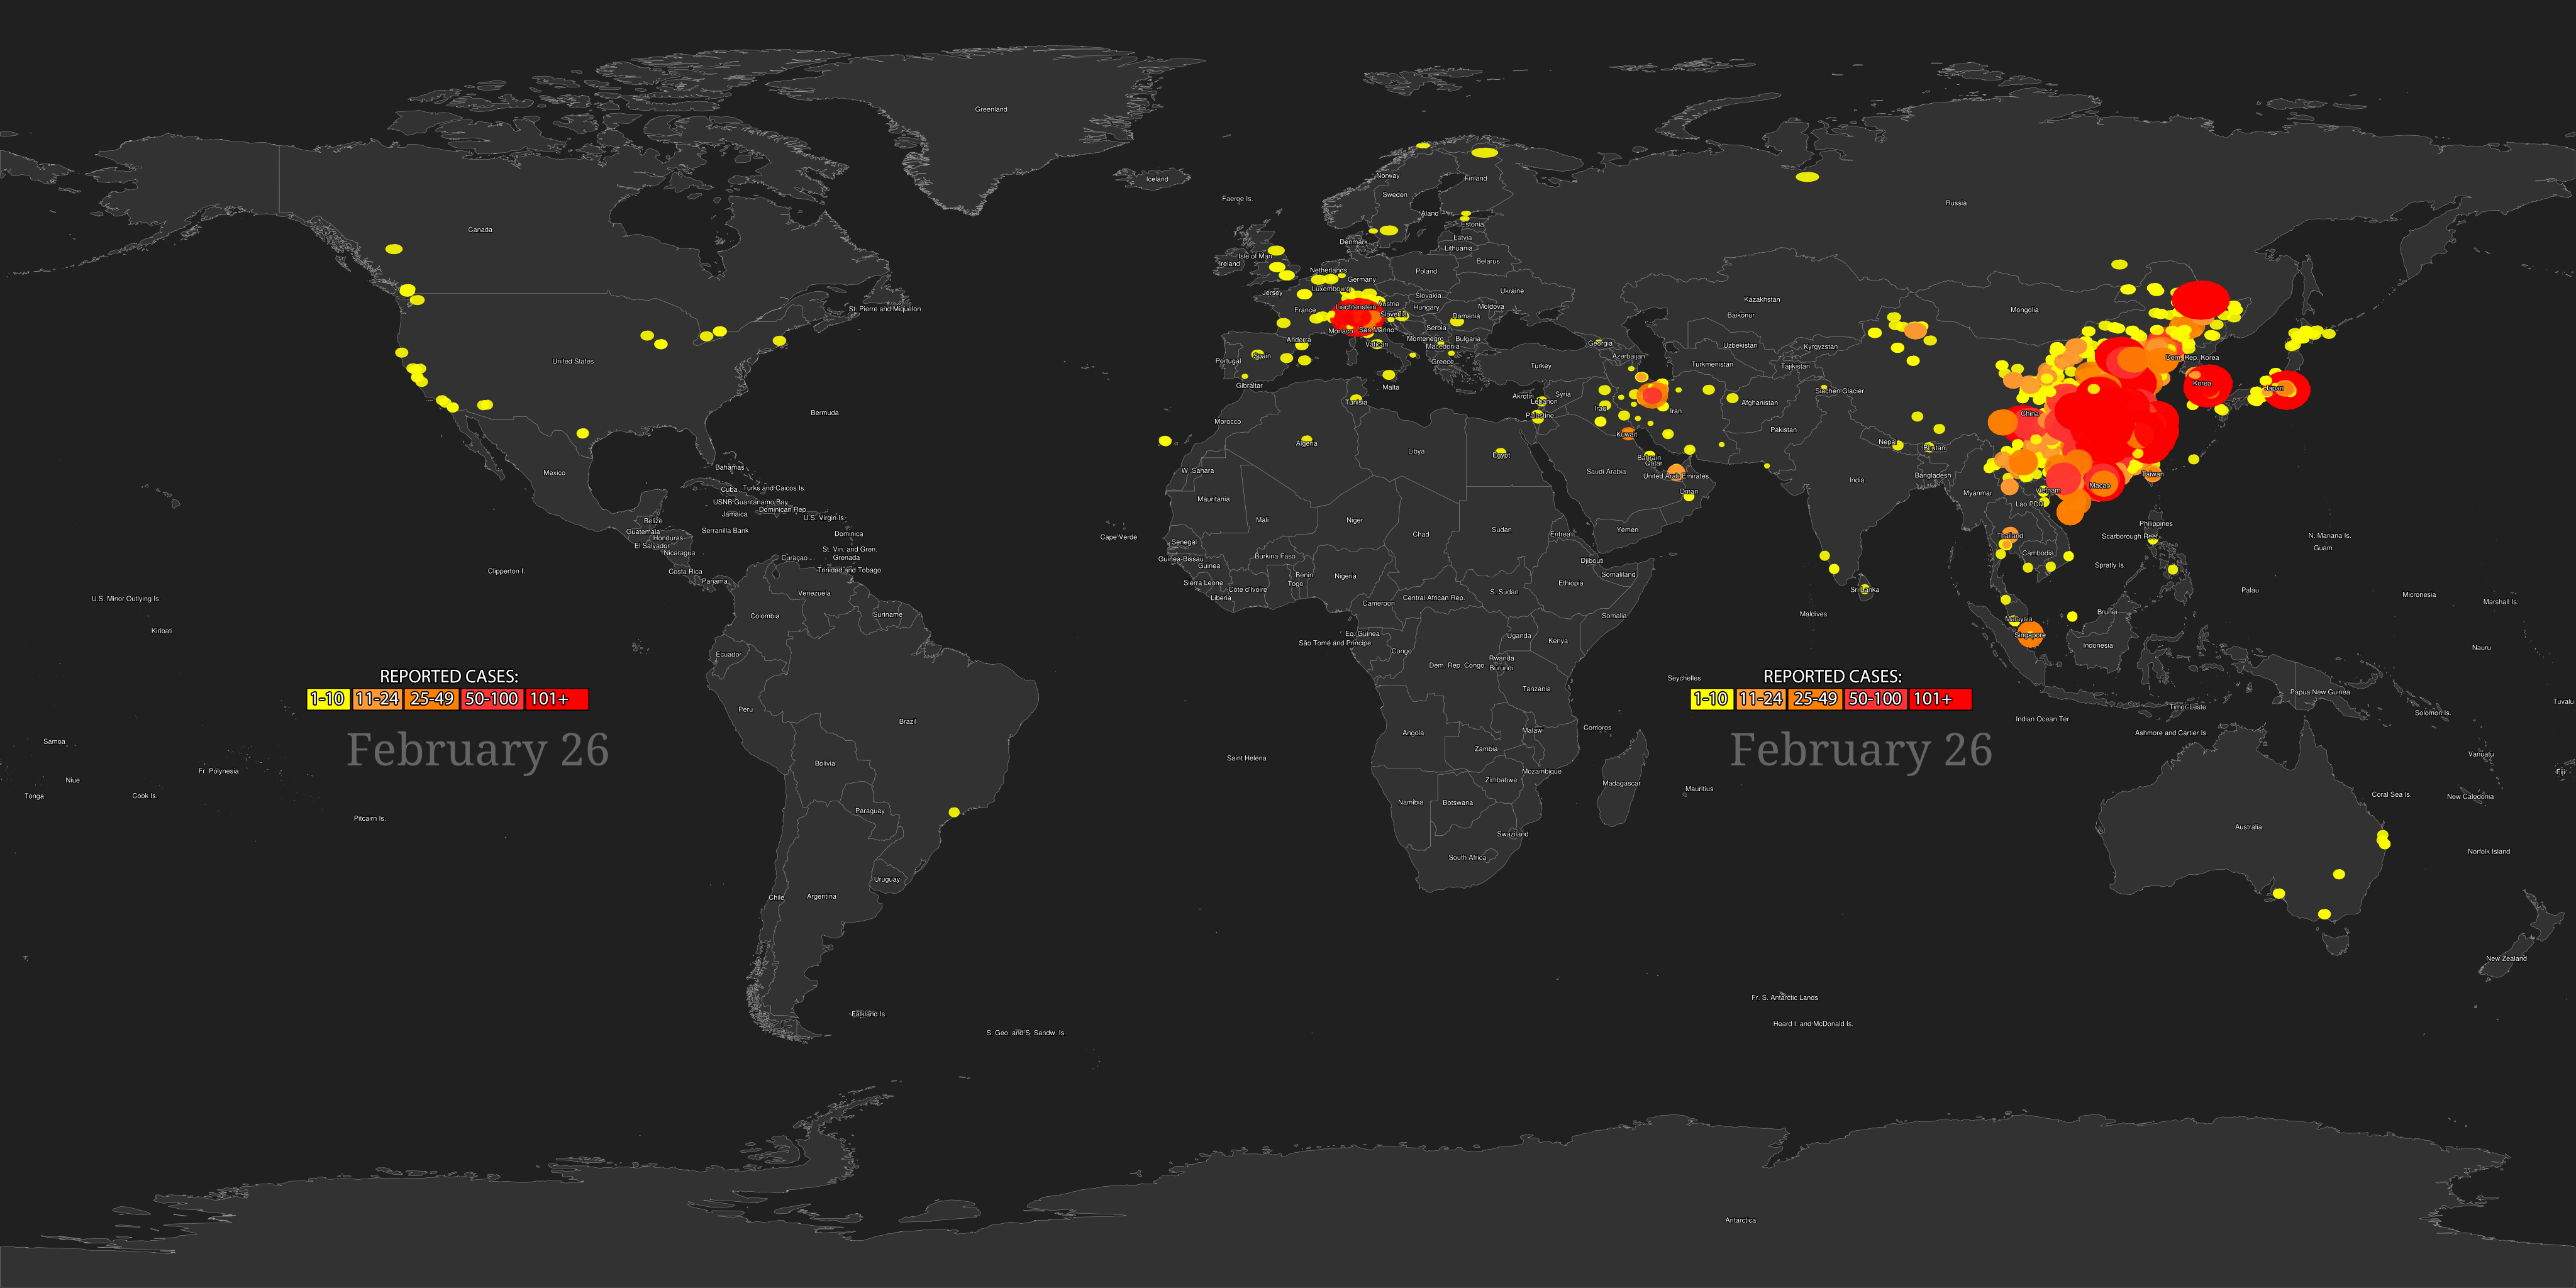 Greenland
Iceland
Norway
Finland
Sweden
Faeroe Is.
Russia
Aland
Estonia
Canada
Latvia
Denmark
Lithuania
Isle of Man
Ireland
Belarus
Netherlands
Poland
Germany
Luxembourg
Ukraine
Jersey
Slovakia
Kazakhstan
Austria
Liechtenstein
Hungary
Moldova
St. Pierre and Miquelon
France
Mongolia
Baikonur
Romania
Serbia
Monaco
San Marino
Montenegro
Bulgaria
Andorra
Vatican
Georgia
Uzbekistan
Kyrgyzstan
Macedonia
Azerbaijan
Spain
Dem. Rep. Korea
Portugal
Greece
United States
Turkey
Turkmenistan
Tajikistan
Gibraltar
Malta
Korea
Japan
Siachen Glacier
Akrotiri
Syria
Lebanon
Tunisia
Afghanistan
Iraq
Iran
Bermuda
China
Palestine
Morocco
Pakistan
Kuwait
Algeria
Nepal
Bhutan
Libya
Egypt
Bahrain
Qatar
Bahamas
W. Sahara
Saudi Arabia
Mexico
United Arab Emirates
Bangladesh
Taiwan
India
Macao
Cuba
Turks and Caicos Is.
Oman
Vietnam
Myanmar
Mauritania
USNB Guantanamo Bay
Lao PDR
Dominican Rep.
Jamaica
U.S. Virgin Is.
Belize
Mali
Niger
Philippines
Serranilla Bank
Sudan
Yemen
Guatemala
Eritrea
Chad
Dominica
Thailand
Scarborough Reef
N. Mariana Is.
Cape Verde
Honduras
Senegal
El Salvador
Guam
Nicaragua
St. Vin. and Gren.
Curaçao
Grenada
Burkina Faso
Cambodia
Guinea-Bissau
Djibouti
Guinea
Spratly Is.
Clipperton I.
Costa Rica
Trinidad and Tobago
Benin
Nigeria
Somaliland
Panama
Sierra Leone
Togo
Ethiopia
Côte d'Ivoire
Sri Lanka
Palau
Venezuela
S. Sudan
Micronesia
U.S. Minor Outlying Is.
Liberia
Central African Rep.
Marshall Is.
Cameroon
Colombia
Suriname
Maldives
Brunei
Somalia
Malaysia
Kiribati
Eq. Guinea
Uganda
Singapore
São Tomé and Principe
Kenya
Indonesia
Nauru
Ecuador
Congo
Rwanda
Dem. Rep. Congo
Burundi
REPORTED CASES:
REPORTED CASES:
Seychelles
Tanzania
Papua New Guinea
1-10 11-24 25-49 50-100 101+
1-10 11-24 25-49 50-100 101+
Tuvalu
Timor-Leste
Peru
Solomon Is.
Brazil
Indian Ocean Ter.
Comoros
Malawi
Angola
Ashmore and Cartier Is.
Samoa
February 26
February 26
Zambia
Vanuatu
Bolivia
Saint Helena
Fr. Polynesia
Mozambique
Fiji
Niue
Zimbabwe
Madagascar
Mauritius
Tonga
Cook Is.
Coral Sea Is.
New Caledonia
Namibia
Botswana
Paraguay
Pitcairn Is.
Australia
Swaziland
Norfolk Island
South Africa
Uruguay
Chile
Argentina
New Zealand
Fr. S. Antarctic Lands
Falkland Is.
Heard I. and McDonald Is.
S. Geo. and S. Sandw. Is.
Antarctica